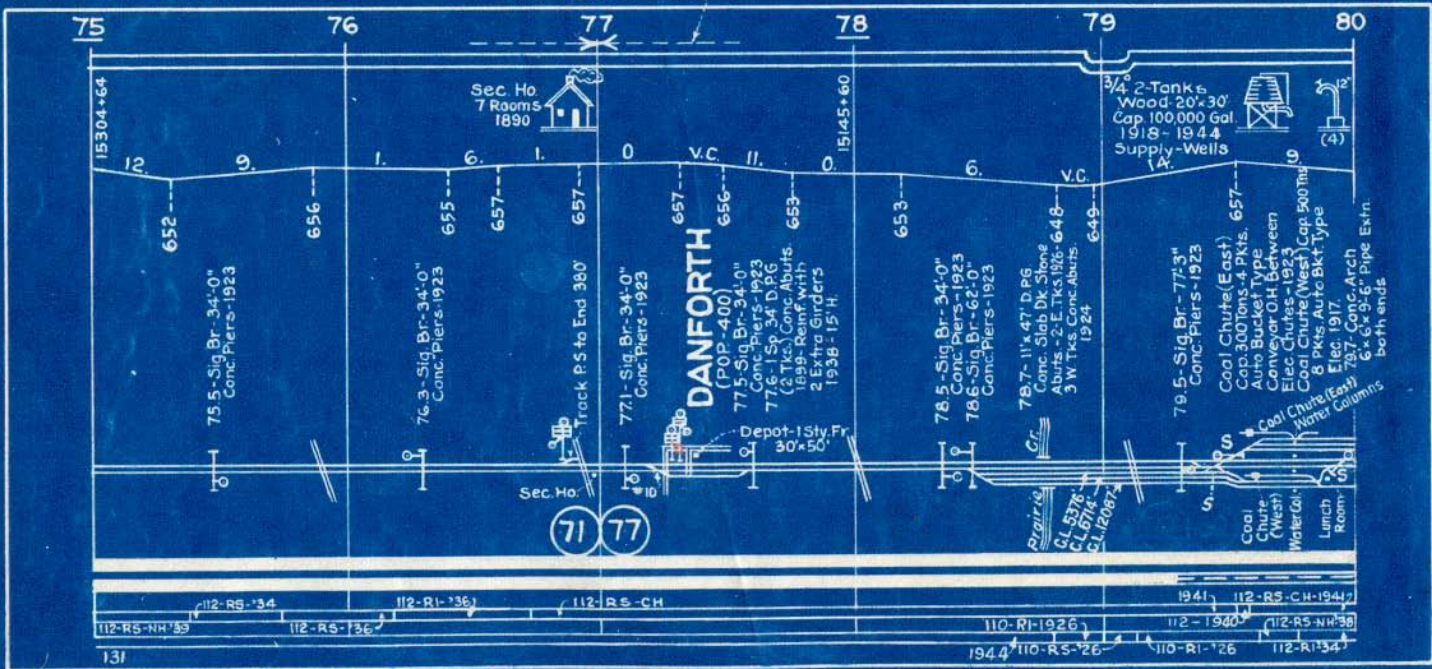 75
76
77
78
79
80
15304+64
Sec. Ho.
7 Rooms
1890
15145+60
3/4° 2-Tanks
Wood-20'x30'
Cap. 100,000 Gal.
1918-1944
Supply-Wells
12"
(4)
12.
9.
1.
6.
1.
0
V.C.
11.
0.
6.
V.C.
14.
9.
652
656
655
657
657
657
656
653
653
648
649
657
75.5-Sig. Br-34'-0"
Conc. Piers-1923
76.3-Sig. Br-34'-0"
Conc. Piers-1923
Track P.S. to End 380'
77.1-Sig. Br-34'-0"
Conc. Piers-1923
DANFORTH
(POP-400)
77.5-Sig. Br-34'-0"
Conc. Piers-1923
77.6-1 Sp 34' D.P.G
(2 Tks.) Conc. Abuts.
1899-Reinf. with
2 Extra Girders
1938-15' H.
78.5-Sig. Br-34'-0"
Conc. Piers-1923
78.6-Sig. Br-62'-0"
Conc. Piers-1923
78.7-11'x47' D.P.G
Conc. Slab Dk. Stone
Abuts.-2-E. Tks. 1926-
3 W. Tks. Conc. Abuts.
1924
79.5-Sig. Br-77'-3"
Conc. Piers-1923
Coal Chute (East)
Cap. 300 Tons-4 Pkts.
Auto Bucket Type
Conveyor O.H. Between
Elec. Chutes-1923
Coal Chute (West) Cap 500 Tns
8 Pkts Auto Bkt Type
Elec. 1917.
79.7-Conc. Arch
6'x6'x9'-6" Pipe Extn.
both ends
Coal Chute (East)
Water Columns
Depot-1 Sty. Fr.
30'x50'
Sec. Ho.
#10
Cr.
Prairie
C.L. 5376'
C.L. 6714'
C.L. 12087'
S
S
S
S
Coal
Chute
(West)
Water Col.
Lunch
Room
71
77
112-RS-'34
112-R1-'36
112-RS-CH
1941
112-RS-CH-1941
112-RS-NH'39
112-RS-'36
110-R1-1926
112-1940
112-RS-NH'38
1944
110-RS-'26
110-R1-'26
112-R1'34
131